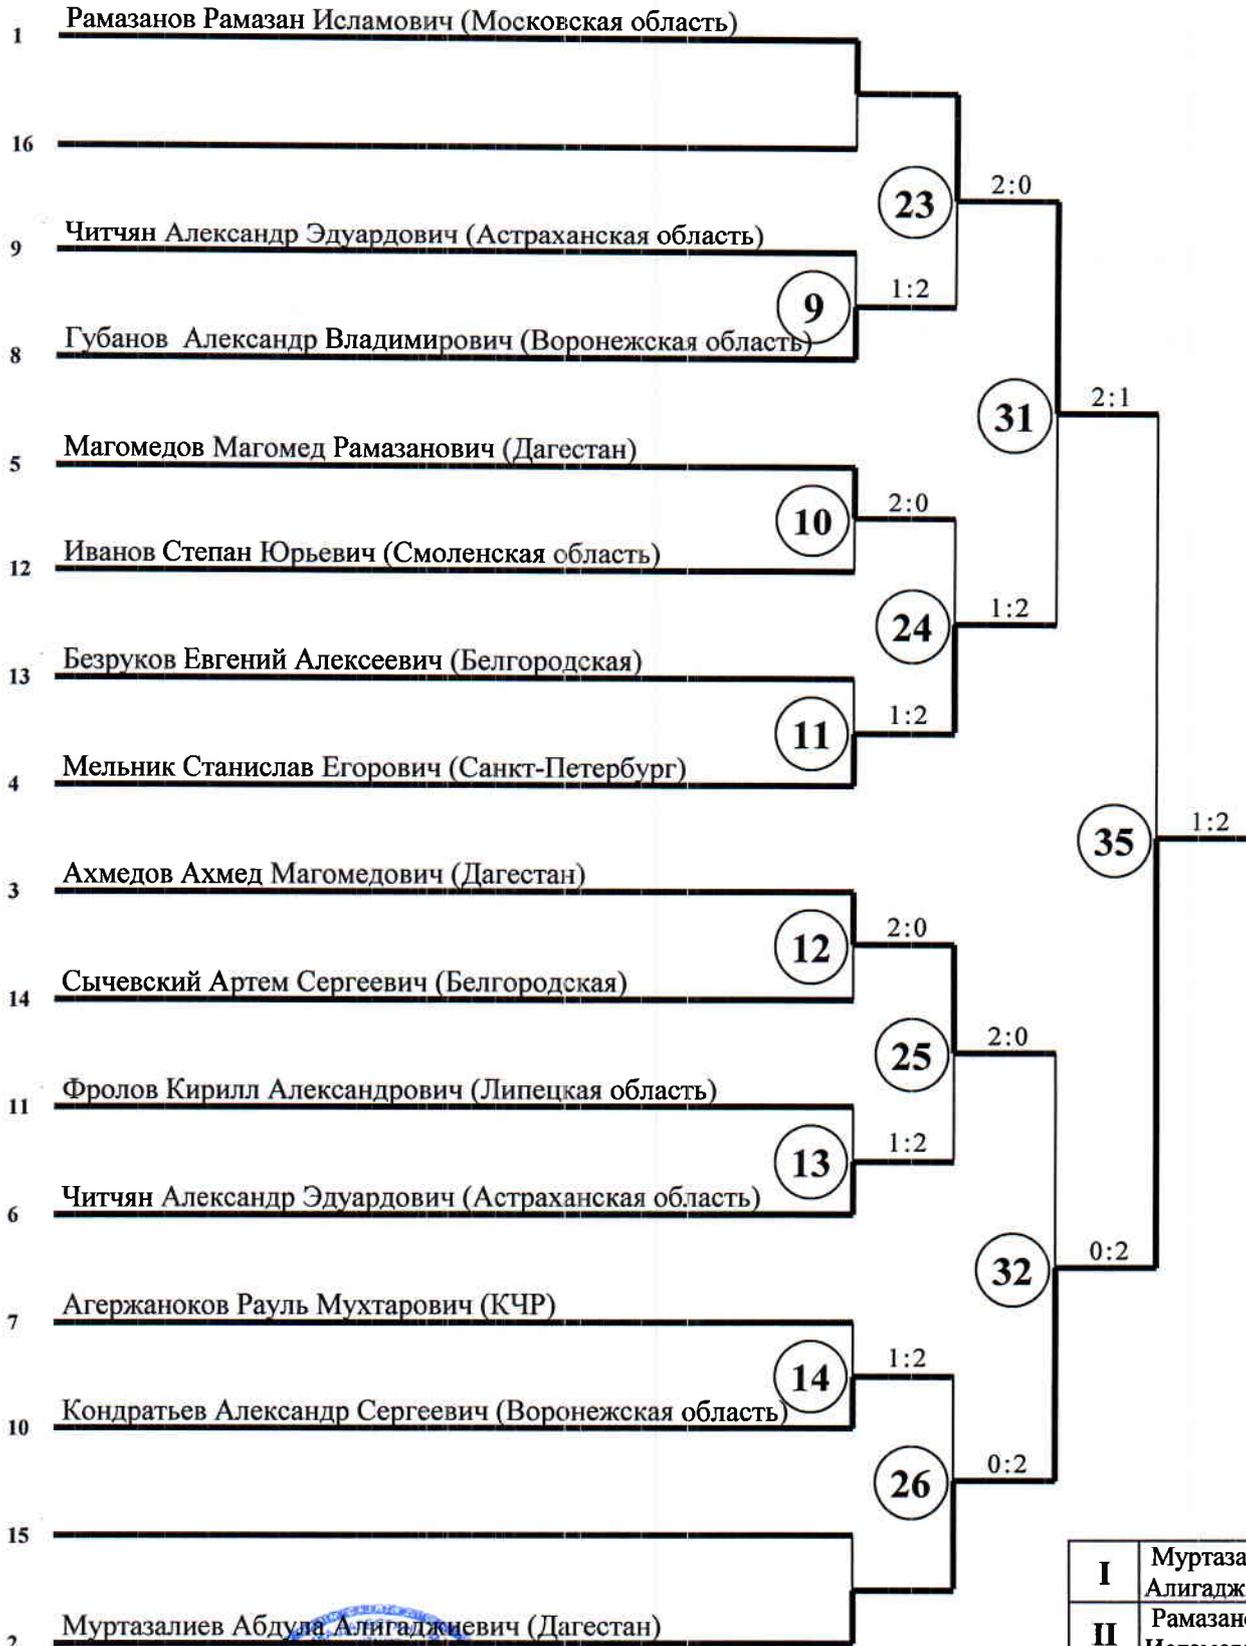 Рамазанов Рамазан Исламович (Московская область)
1
16
23
2:0
Читчян Александр Эдуардович (Астраханская область)
9
9
1:2
Губанов Александр Владимирович (Воронежская область)
8
31
2:1
Магомедов Магомед Рамазанович (Дагестан)
5
10
2:0
Иванов Степан Юрьевич (Смоленская область)
12
24
1:2
Безруков Евгений Алексеевич (Белгородская)
13
11
1:2
Мельник Станислав Егорович (Санкт-Петербург)
4
35
1:2
Ахмедов Ахмед Магомедович (Дагестан)
3
12
2:0
Сычевский Артем Сергеевич (Белгородская)
14
25
2:0
Фролов Кирилл Александрович (Липецкая область)
11
13
1:2
Читчян Александр Эдуардович (Астраханская область)
6
32
0:2
Агержаноков Рауль Мухтарович (КЧР)
7
14
1:2
Кондратьев Александр Сергеевич (Воронежская область)
10
26
0:2
15
Муртазалиев Абдула Алигаджиевич (Дагестан)
2
I Муртаза
Алигадж
II Рамазано